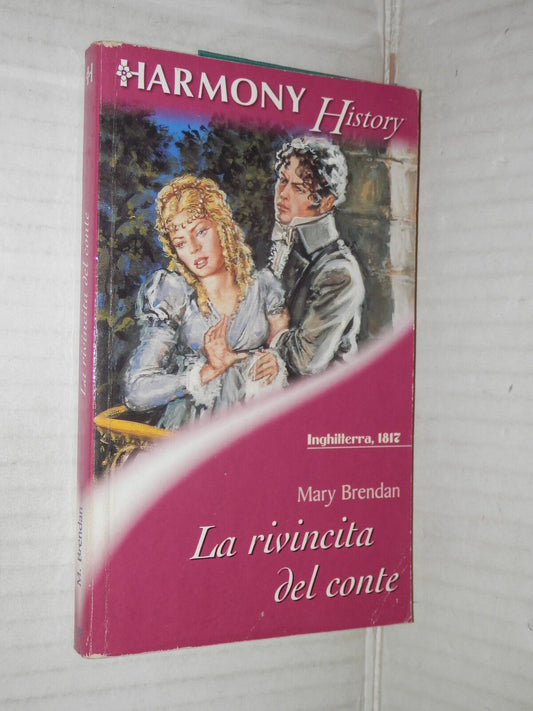 HARMONY
History
Inghilterra, 1817
Mary Brendan
La rivincita
del conte
H
La rivincita del conte
M. Brendan